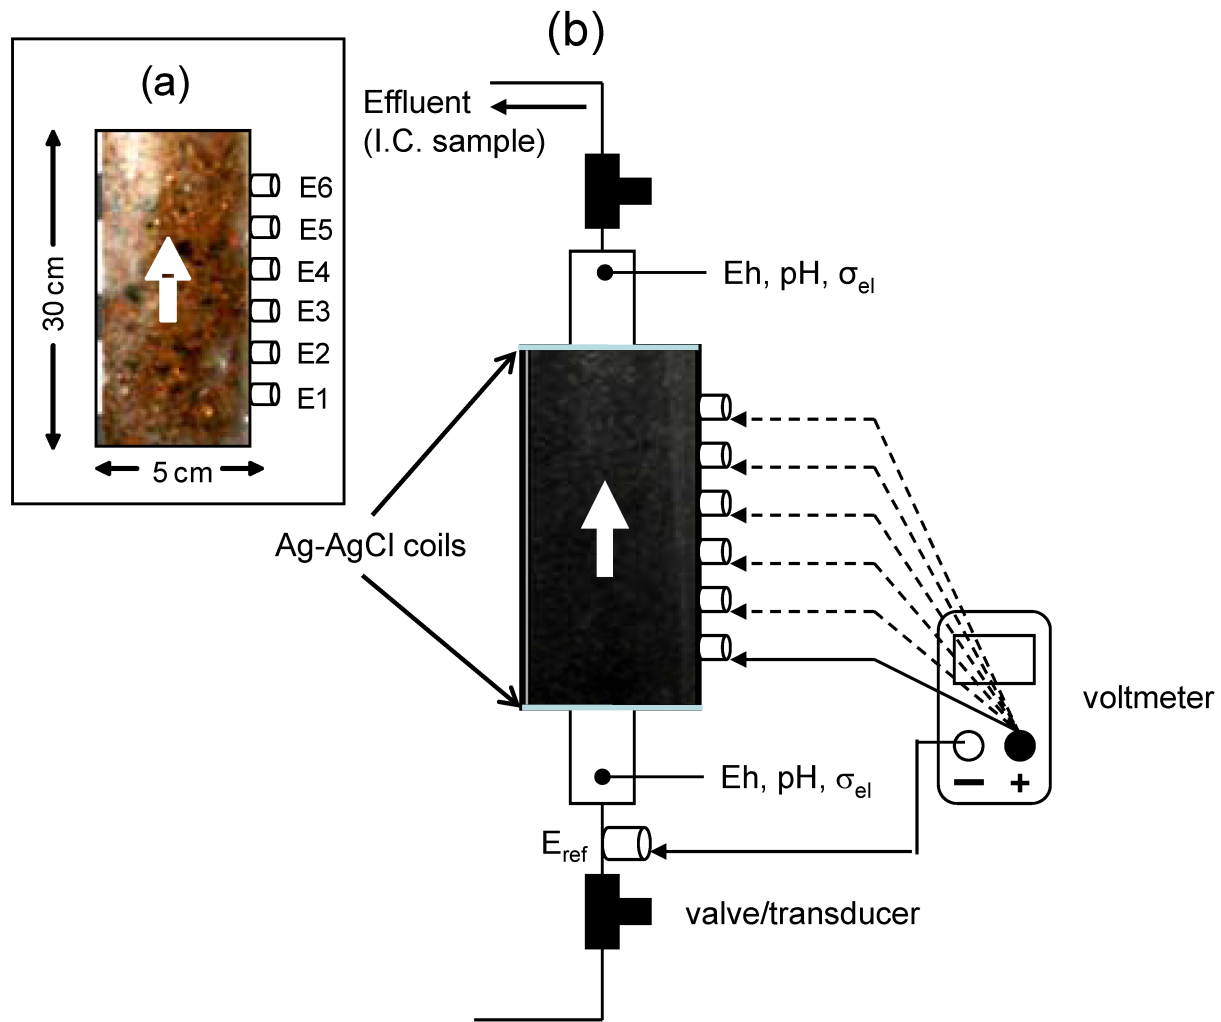 (b)
(a)
Effluent
(I.C. sample)
E6
E5
E4
E3
E2
E1
30 cm
5 cm
Eh, pH, σel
Ag-AgCl coils
voltmeter
− +
Eh, pH, σel
Eref
valve/transducer